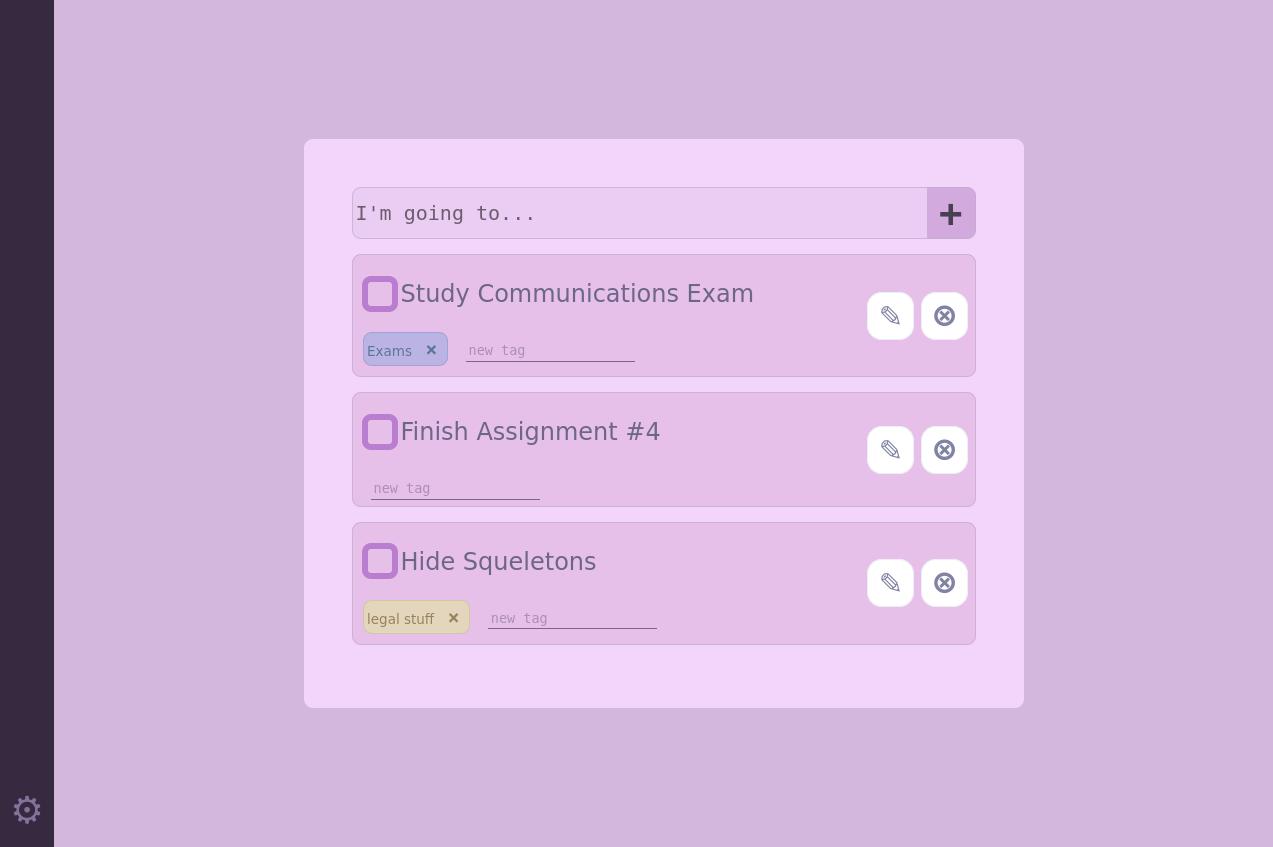 I'm going to...
Study Communications Exam
Exams × new tag
Finish Assignment #4
new tag
Hide Squeletons
legal stuff × new tag